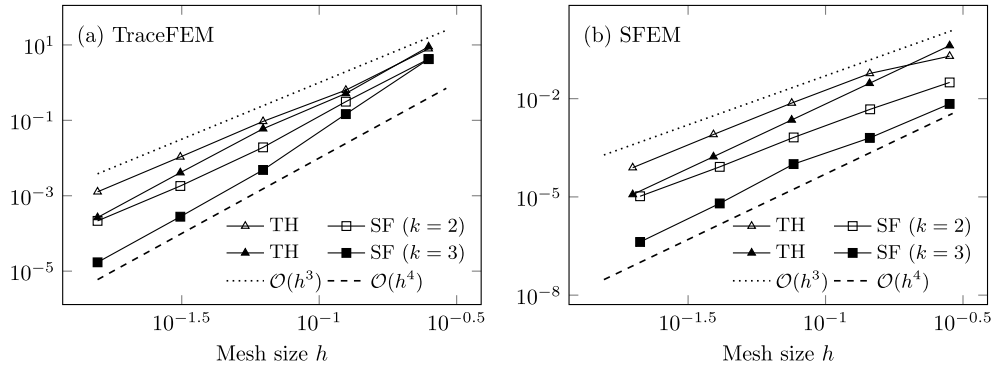 (a) TraceFEM
10^1
10^−1
10^−3
10^−5
TH
SF (k = 2)
TH
SF (k = 3)
O(h^3)
O(h^4)
10^−1.5
10^−1
10^−0.5
Mesh size h
(b) SFEM
10^−2
10^−5
10^−8
TH
SF (k = 2)
TH
SF (k = 3)
O(h^3)
O(h^4)
10^−1.5
10^−1
10^−0.5
Mesh size h